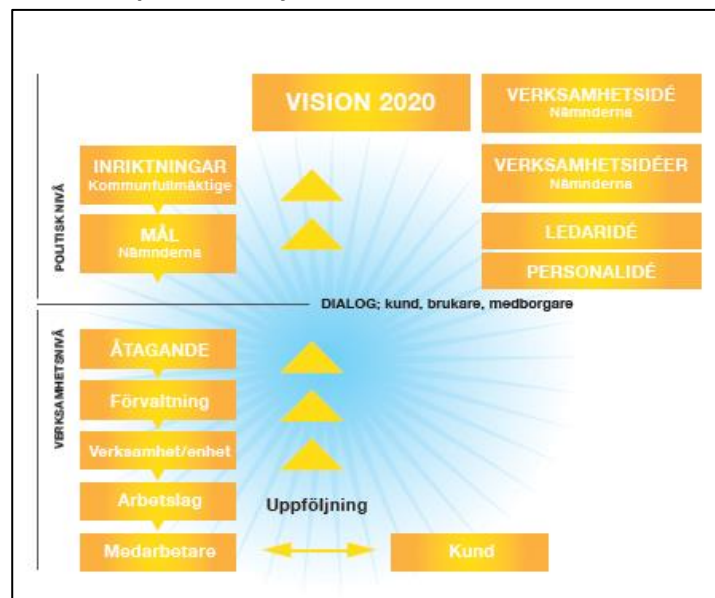 VISION 2020
VERKSAMHETSIDÉ
Nämnderna
INRIKTNINGAR
Kommunfullmäktige
VERKSAMHETSIDÉER
Nämnderna
MÅL
Nämnderna
LEDARIDÉ
PERSONALIDÉ
POLITISK NIVÅ
DIALOG; kund, brukare, medborgare
VERKSAMHETSNIVÅ
ÅTAGANDE
Förvaltning
Verksamhet/enhet
Arbetslag
Uppföljning
Medarbetare
Kund